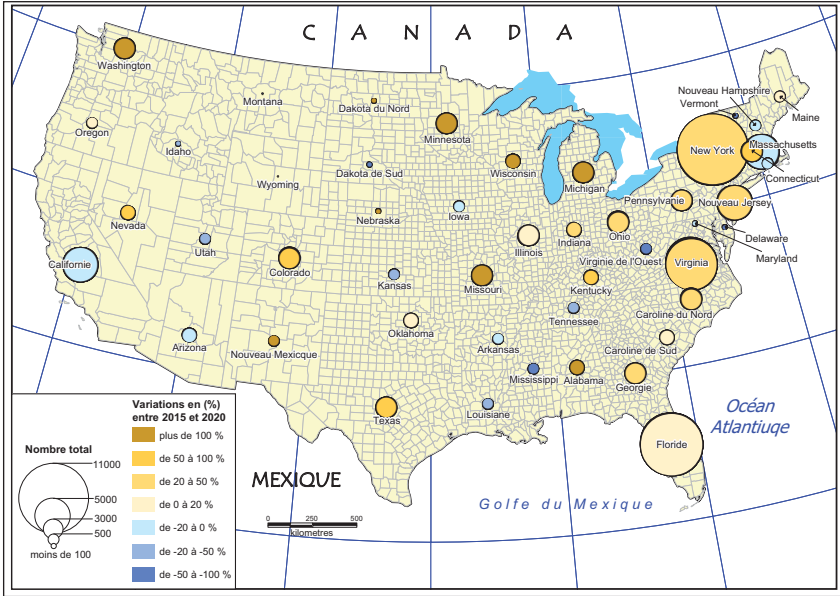 C A N A D A
Washington
Montana
Dakota du Nord
Minnesota
Nouveau Hampshire
Vermont
Maine
Oregon
Idaho
Wyoming
Dakota de Sud
Wisconsin
Michigan
New York
Massachusetts
Connecticut
Nevada
Utah
Colorado
Nebraska
Iowa
Illinois
Indiana
Ohio
Pennsylvanie
Nouveau Jersey
Delaware
Maryland
Californie
Kansas
Missouri
Kentucky
Virginie de l'Ouest
Virginia
Arizona
Nouveau Mexicque
Oklahoma
Arkansas
Tennessee
Caroline du Nord
Caroline de Sud
Texas
Louisiane
Mississippi
Alabama
Georgie
Floride
Océan
Atlantiuqe
MEXIQUE
Golfe du Mexique
0 250 500
kilometres
Nombre total
11000
5000
3000
500
moins de 100
Variations en (%)
entre 2015 et 2020
plus de 100 %
de 50 à 100 %
de 20 à 50 %
de 0 à 20 %
de -20 à 0 %
de -20 à -50 %
de -50 à -100 %